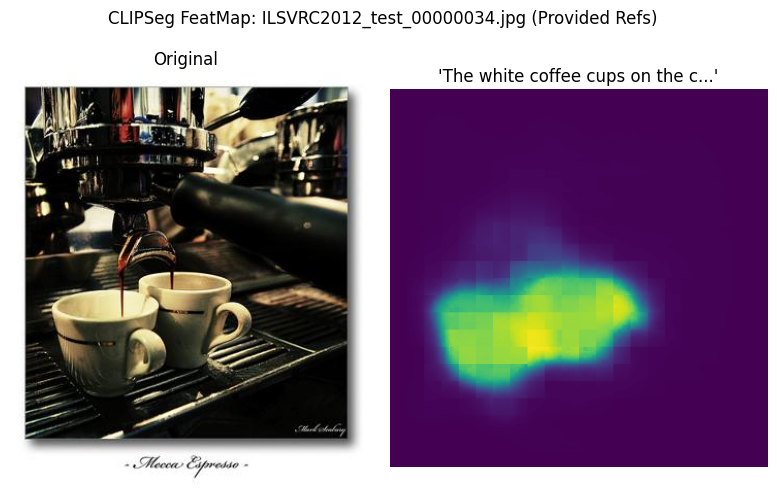 CLIPSeg FeatMap: ILSVRC2012_test_00000034.jpg (Provided Refs)
Original
'The white coffee cups on the c...'
Mark Seabury
- Mecca Espresso -